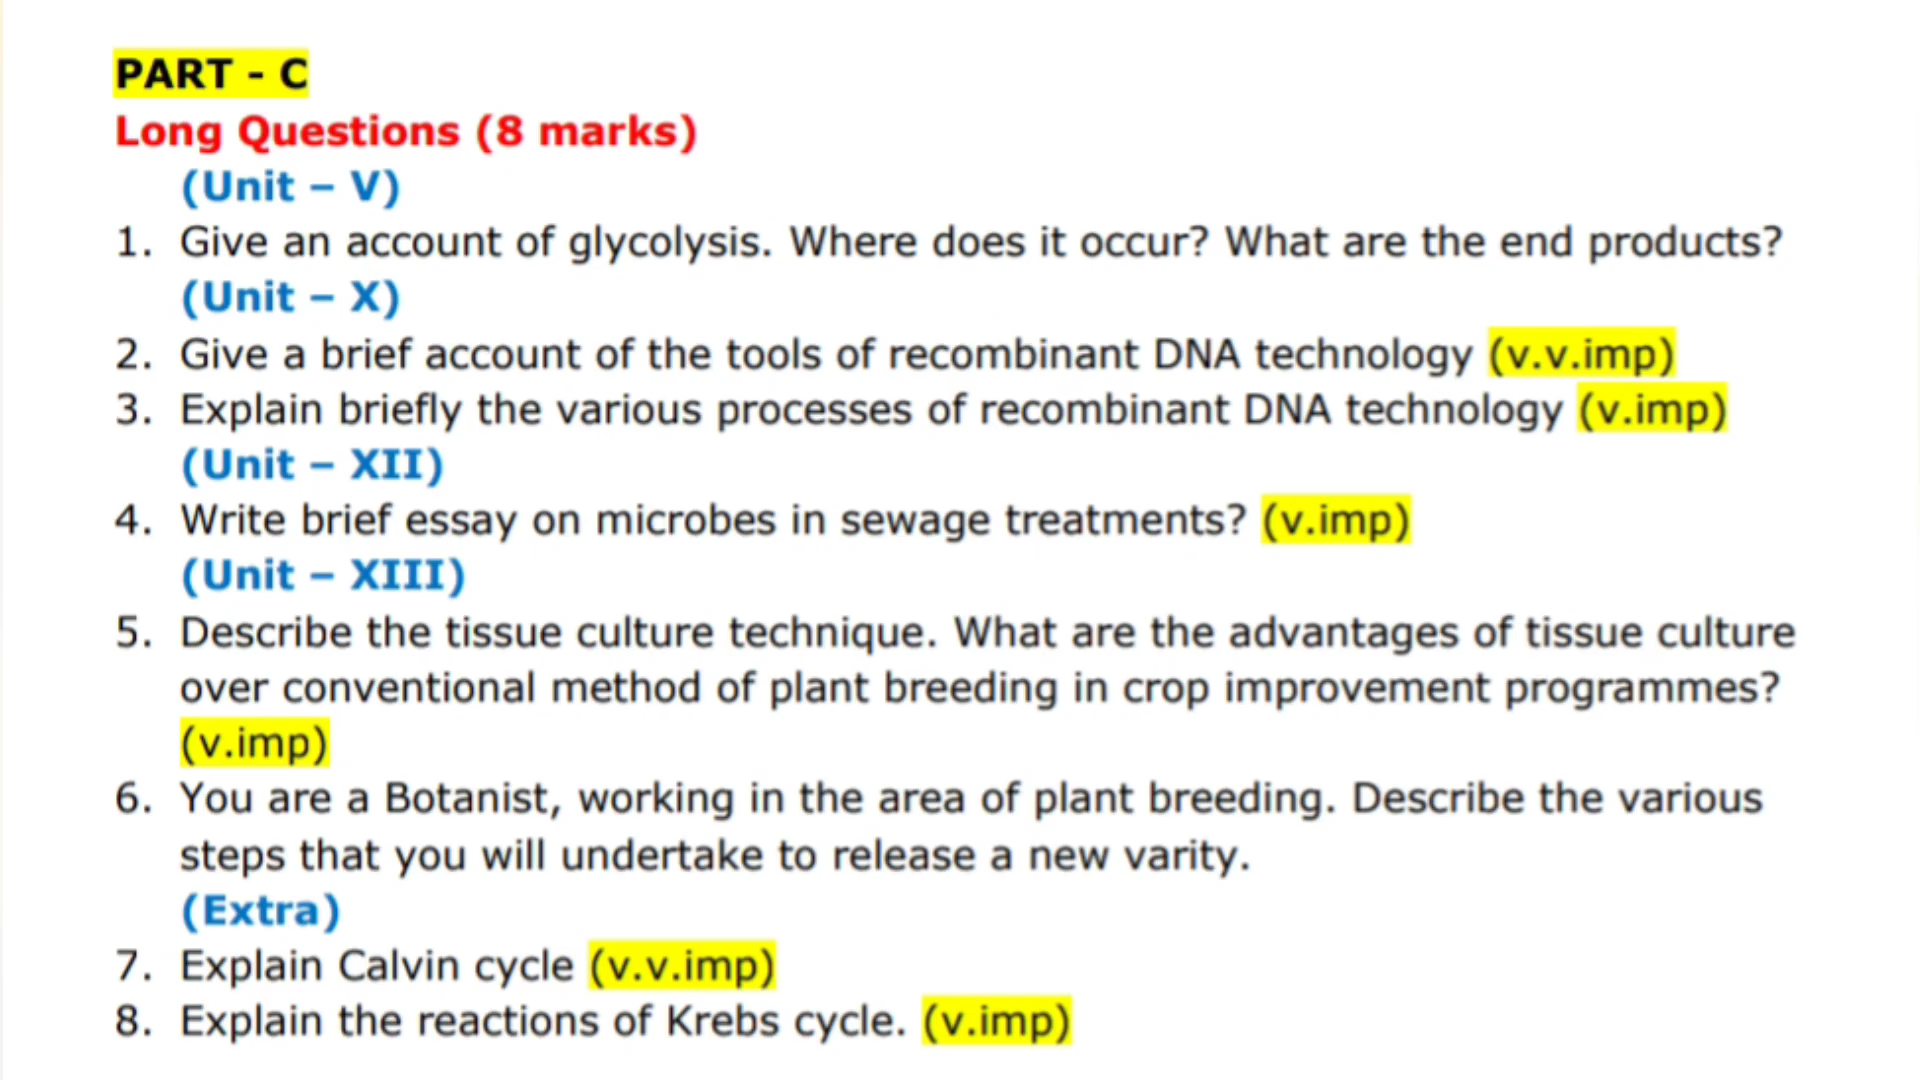 PART - C
Long Questions (8 marks)
(Unit – V)
1. Give an account of glycolysis. Where does it occur? What are the end products?
(Unit – X)
2. Give a brief account of the tools of recombinant DNA technology (v.v.imp)
3. Explain briefly the various processes of recombinant DNA technology (v.imp)
(Unit – XII)
4. Write brief essay on microbes in sewage treatments? (v.imp)
(Unit – XIII)
5. Describe the tissue culture technique. What are the advantages of tissue culture
over conventional method of plant breeding in crop improvement programmes?
(v.imp)
6. You are a Botanist, working in the area of plant breeding. Describe the various
steps that you will undertake to release a new varity.
(Extra)
7. Explain Calvin cycle (v.v.imp)
8. Explain the reactions of Krebs cycle. (v.imp)